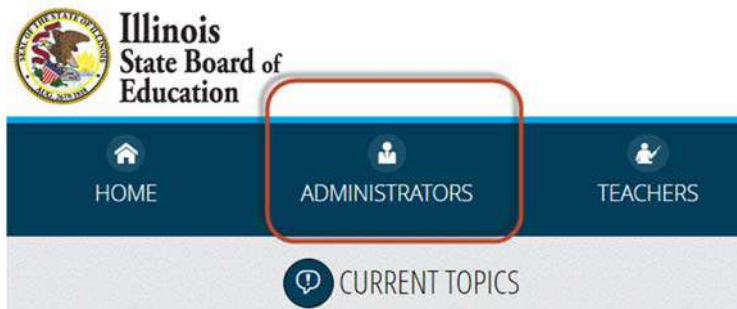 Illinois
State Board of
Education
HOME
ADMINISTRATORS
TEACHERS
CURRENT TOPICS